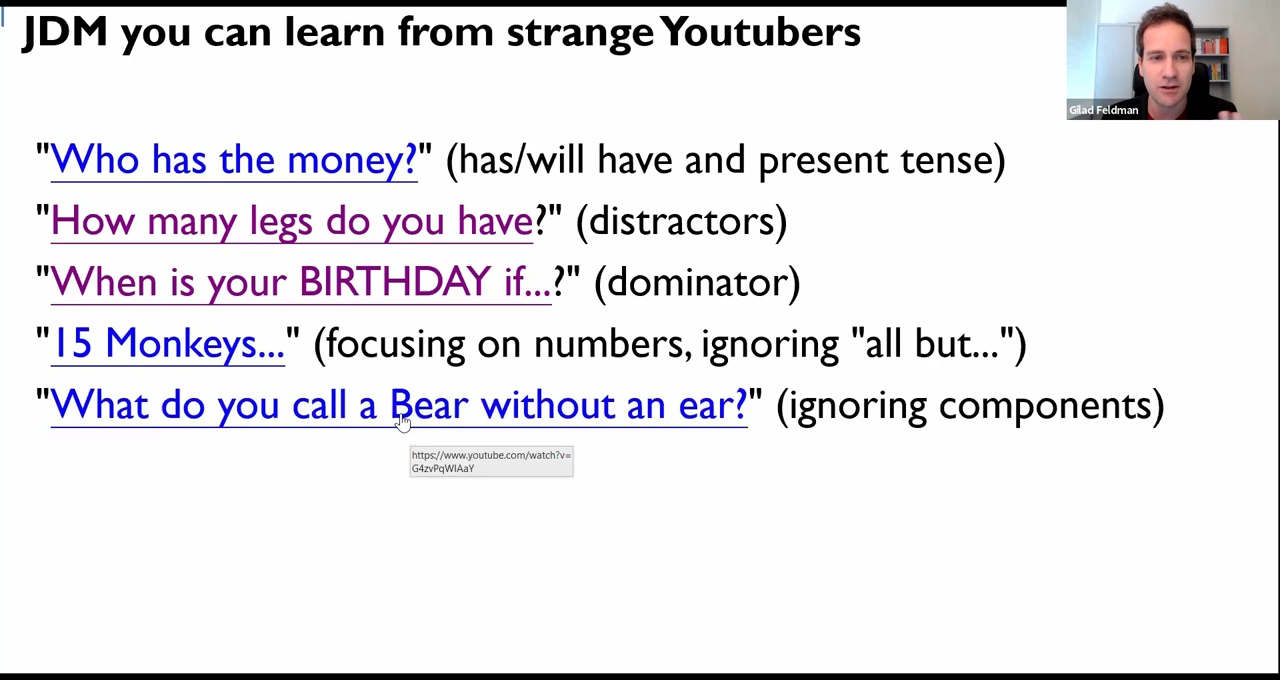 JDM you can learn from strange Youtubers
Gilad Feldman
"Who has the money?" (has/will have and present tense)
"How many legs do you have?" (distractors)
"When is your BIRTHDAY if...?" (dominator)
"15 Monkeys..." (focusing on numbers, ignoring "all but...")
"What do you call a Bear without an ear?" (ignoring components)
https://www.youtube.com/watch?v=
G4zvPqWIAaY